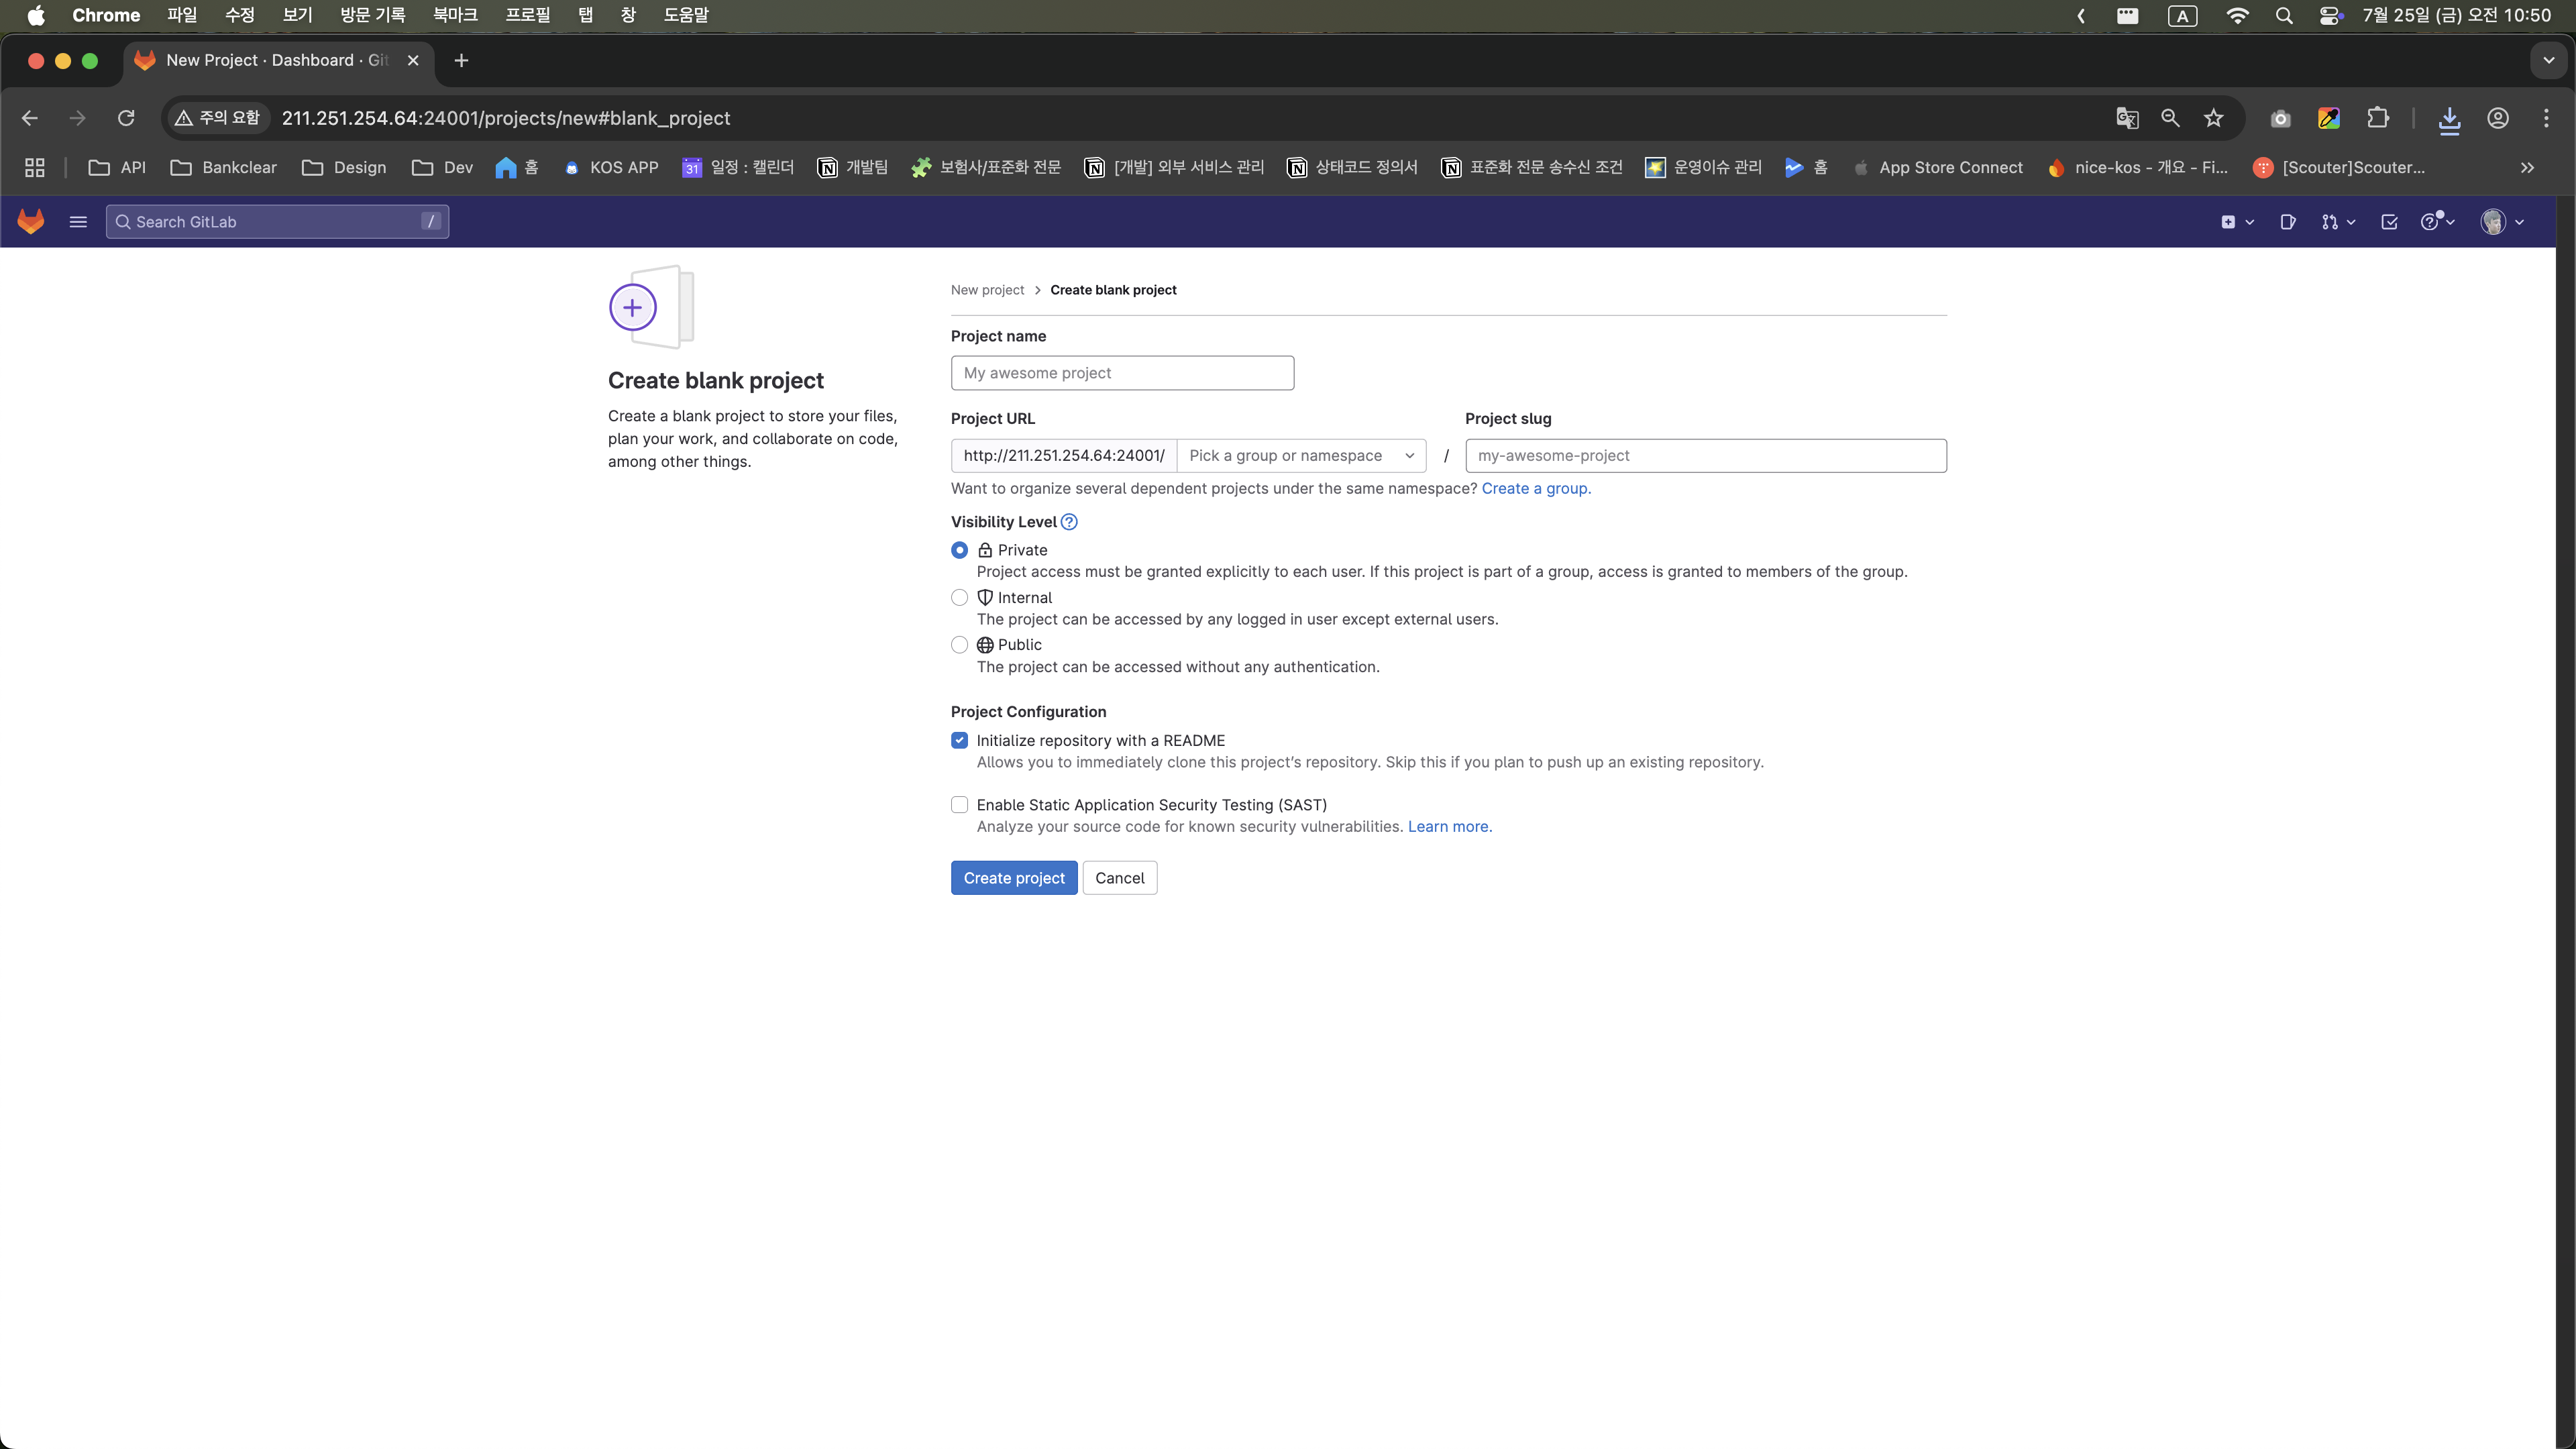 Chrome 파일 수정 보기 방문 기록 북마크 프로필 탭 창 도움말 A 7월 25일 (금) 오전 10:50
New Project · Dashboard · Git
주의 요함 211.251.254.64:24001/projects/new#blank_project
API Bankclear Design Dev 홈 KOS APP 31 일정 : 캘린더 개발팀 보험사/표준화 전문 [개발] 외부 서비스 관리 상태코드 정의서 표준화 전문 송수신 조건 운영이슈 관리 홈 App Store Connect nice-kos - 개요 - Fi... [Scouter]Scouter...
Search GitLab /
New project > Create blank project
Create blank project
Create a blank project to store your files,
plan your work, and collaborate on code,
among other things.
Project name
My awesome project
Project URL Project slug
http://211.251.254.64:24001/ Pick a group or namespace / my-awesome-project
Want to organize several dependent projects under the same namespace? Create a group.
Visibility Level
Private
Project access must be granted explicitly to each user. If this project is part of a group, access is granted to members of the group.
Internal
The project can be accessed by any logged in user except external users.
Public
The project can be accessed without any authentication.
Project Configuration
Initialize repository with a README
Allows you to immediately clone this project's repository. Skip this if you plan to push up an existing repository.
Enable Static Application Security Testing (SAST)
Analyze your source code for known security vulnerabilities. Learn more.
Create project Cancel